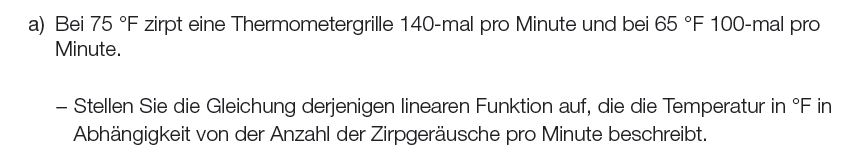 a) Bei 75 °F zirpt eine Thermometergrille 140-mal pro Minute und bei 65 °F 100-mal pro
Minute.
– Stellen Sie die Gleichung derjenigen linearen Funktion auf, die die Temperatur in °F in
Abhängigkeit von der Anzahl der Zirpgeräusche pro Minute beschreibt.